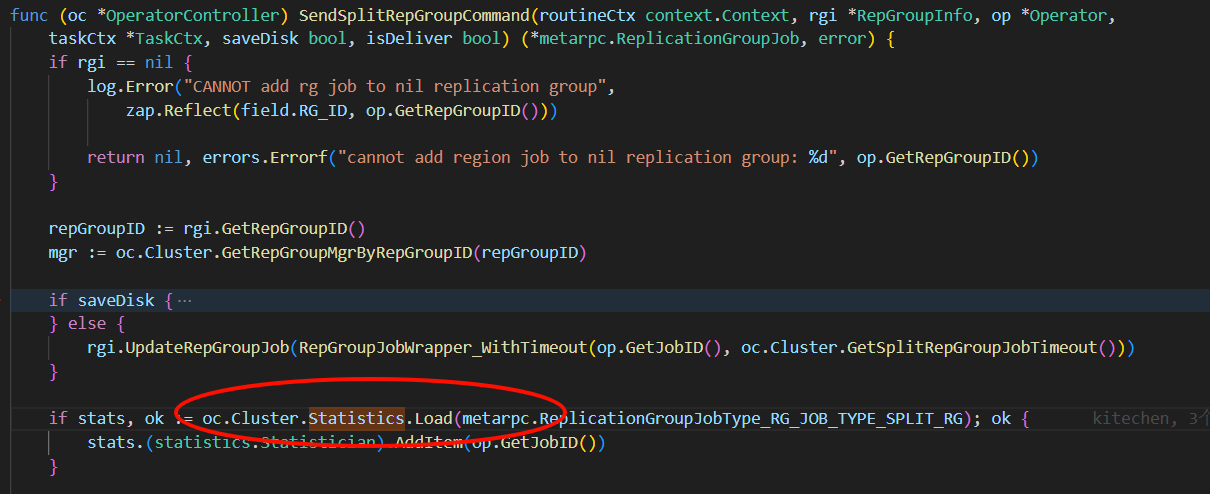 func (oc *OperatorController) SendSplitRepGroupCommand(routineCtx context.Context, rgi *RepGroupInfo, op *Operator,
taskCtx *TaskCtx, saveDisk bool, isDeliver bool) (*metarpc.ReplicationGroupJob, error) {
if rgi == nil {
log.Error("CANNOT add rg job to nil replication group",
zap.Reflect(field.RG_ID, op.GetRepGroupID()))
return nil, errors.Errorf("cannot add region job to nil replication group: %d", op.GetRepGroupID())
}
repGroupID := rgi.GetRepGroupID()
mgr := oc.Cluster.GetRepGroupMgrByRepGroupID(repGroupID)
if saveDisk { ···
} else {
rgi.UpdateRepGroupJob(RepGroupJobWrapper_WithTimeout(op.GetJobID(), oc.Cluster.GetSplitRepGroupJobTimeout()))
}
if stats, ok := oc.Cluster.Statistics.Load(metarpc.ReplicationGroupJobType_RG_JOB_TYPE_SPLIT_RG); ok { kitechen, 3个
stats.(statistics.Statistician).AddItem(op.GetJobID())
}